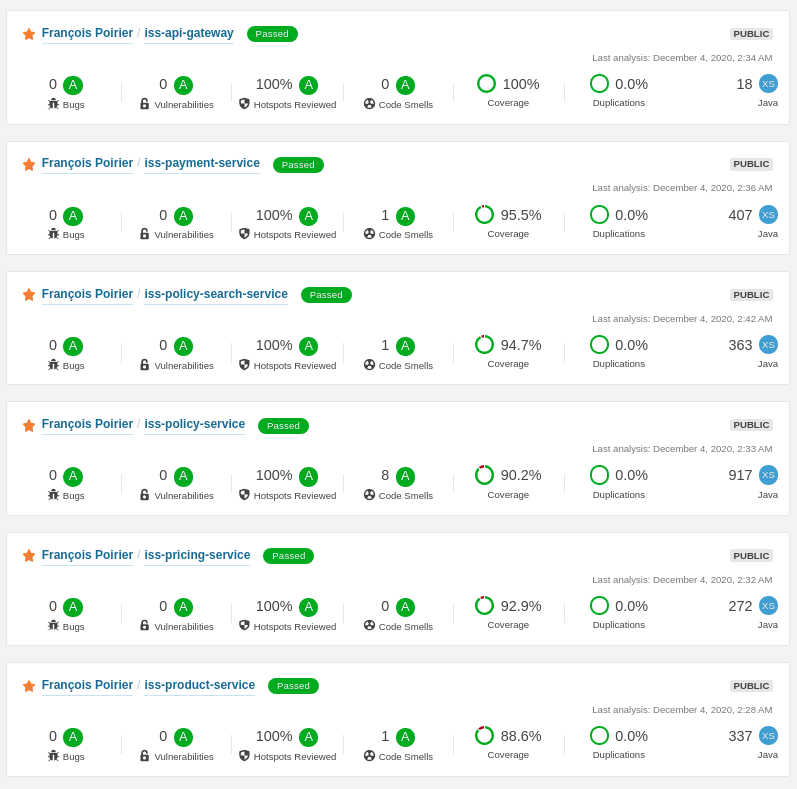 François Poirier / iss-api-gateway Passed PUBLIC
Last analysis: December 4, 2020, 2:34 AM
0 A 0 A 100% A 0 A 100% 0.0% 18 XS
Bugs Vulnerabilities Hotspots Reviewed Code Smells Coverage Duplications Java
François Poirier / iss-payment-service Passed PUBLIC
Last analysis: December 4, 2020, 2:36 AM
0 A 0 A 100% A 1 A 95.5% 0.0% 407 XS
Bugs Vulnerabilities Hotspots Reviewed Code Smells Coverage Duplications Java
François Poirier / iss-policy-search-service Passed PUBLIC
Last analysis: December 4, 2020, 2:42 AM
0 A 0 A 100% A 1 A 94.7% 0.0% 363 XS
Bugs Vulnerabilities Hotspots Reviewed Code Smells Coverage Duplications Java
François Poirier / iss-policy-service Passed PUBLIC
Last analysis: December 4, 2020, 2:33 AM
0 A 0 A 100% A 8 A 90.2% 0.0% 917 XS
Bugs Vulnerabilities Hotspots Reviewed Code Smells Coverage Duplications Java
François Poirier / iss-pricing-service Passed PUBLIC
Last analysis: December 4, 2020, 2:32 AM
0 A 0 A 100% A 0 A 92.9% 0.0% 272 XS
Bugs Vulnerabilities Hotspots Reviewed Code Smells Coverage Duplications Java
François Poirier / iss-product-service Passed PUBLIC
Last analysis: December 4, 2020, 2:28 AM
0 A 0 A 100% A 1 A 88.6% 0.0% 337 XS
Bugs Vulnerabilities Hotspots Reviewed Code Smells Coverage Duplications Java